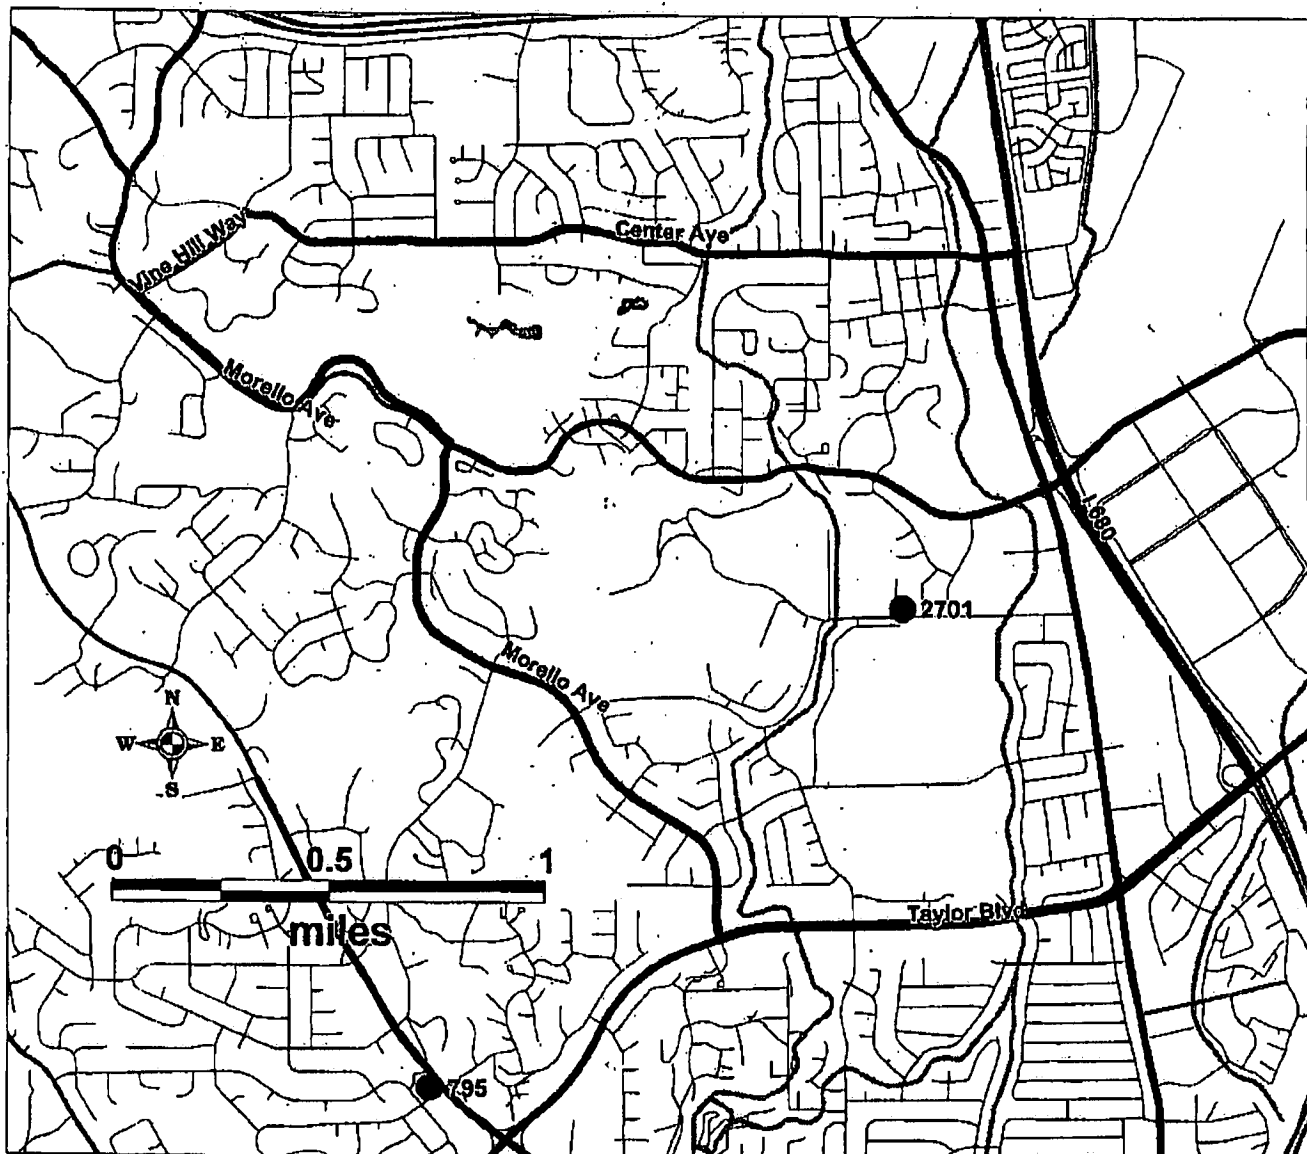 Center Ave
Vine Hill Way
Morello Ave
I-680
2701
Morello Ave
N
W E
S
0 0.5 1
miles
Taylor Blvd
795